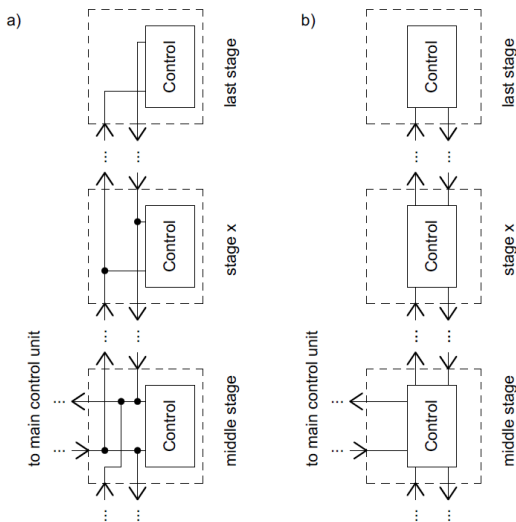 a)
Control
last stage
...
...
Control
stage x
...
...
to main control unit
...
...
Control
middle stage
...
...
b)
Control
last stage
...
...
Control
stage x
...
...
to main control unit
...
...
Control
middle stage
...
...